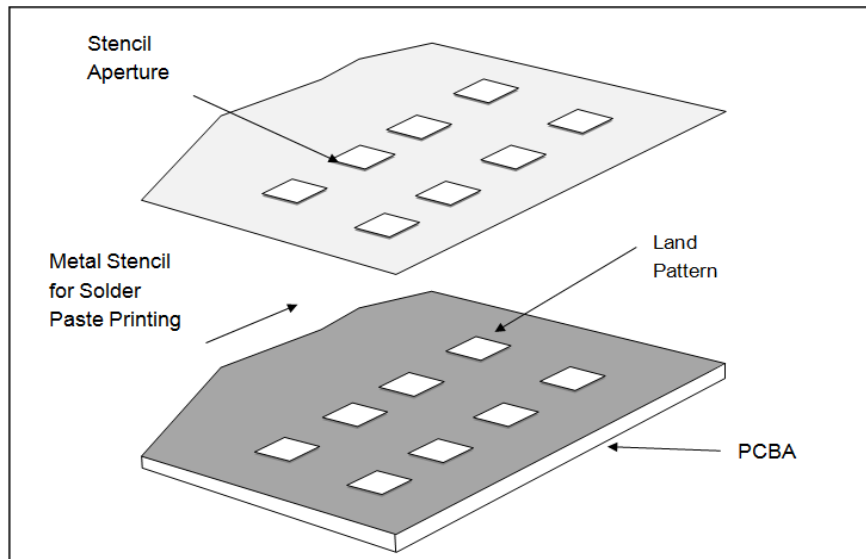 Stencil
Aperture
Metal Stencil
for Solder
Paste Printing
Land
Pattern
PCBA